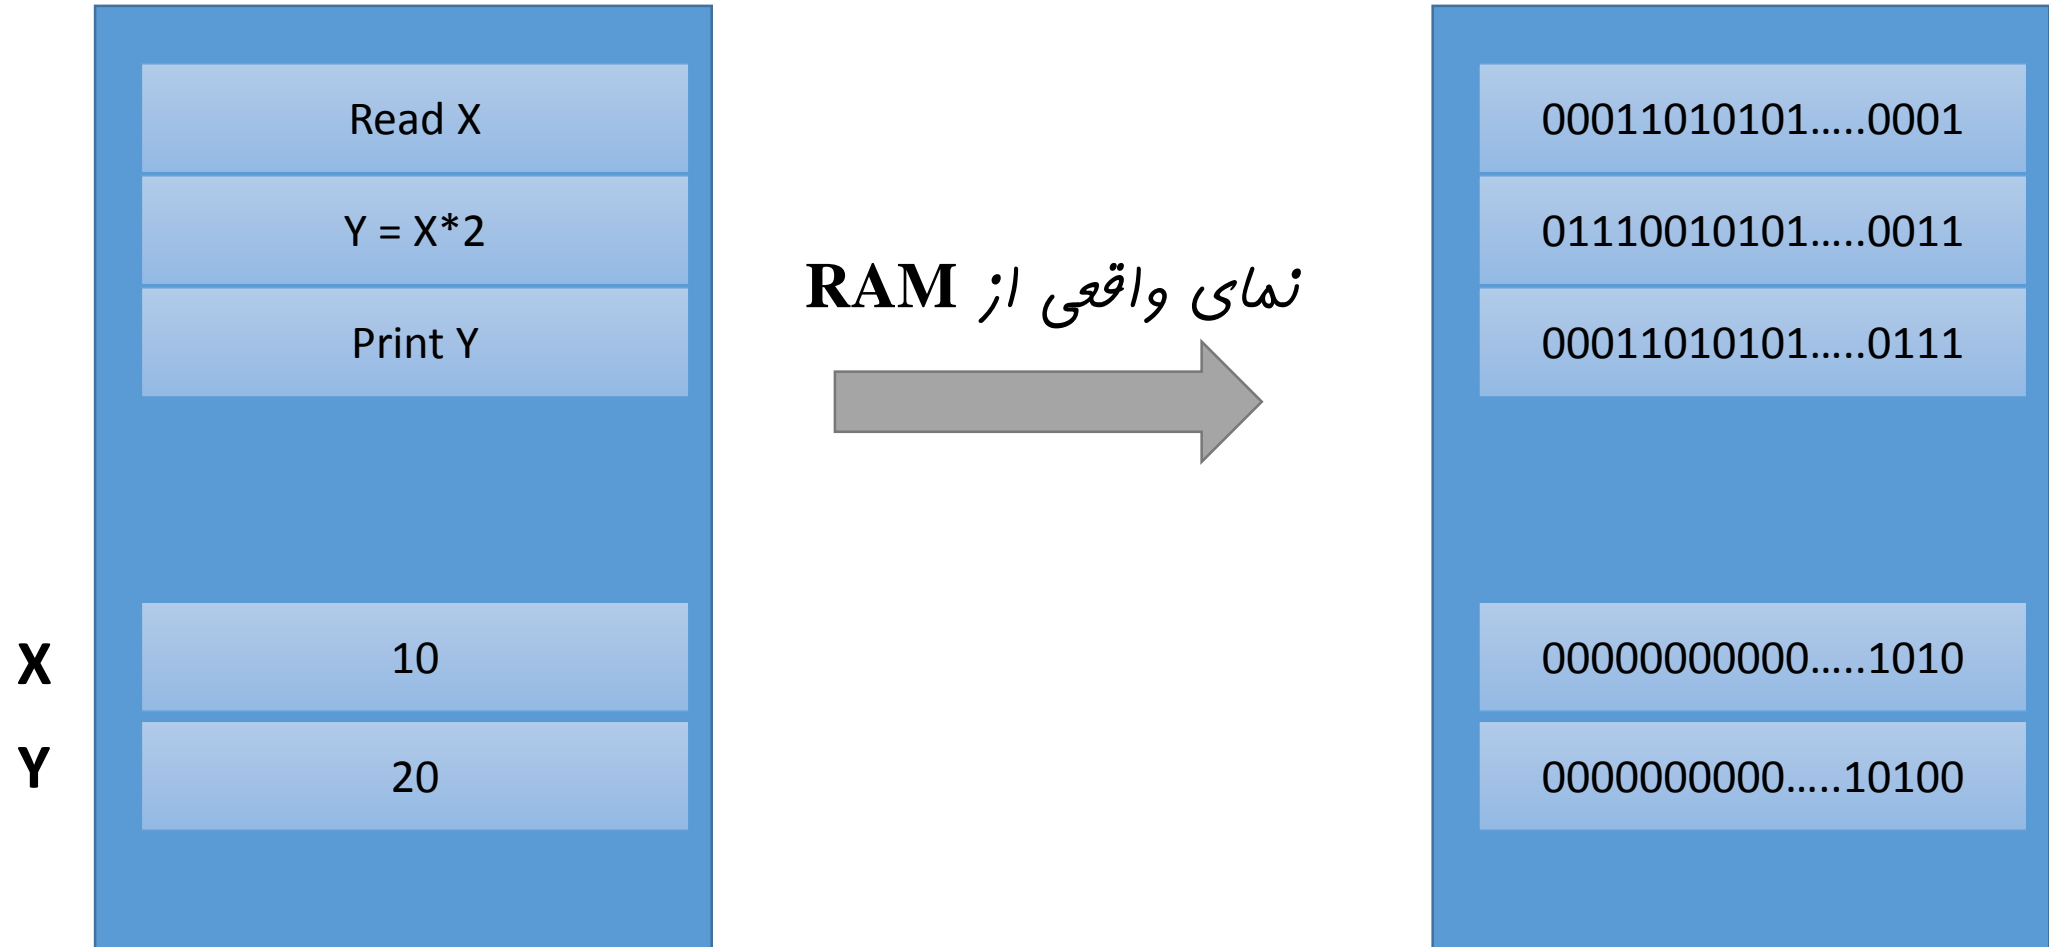 Read X
Y = X*2
Print Y
X
10
Y
20
نمای واقعی از RAM
00011010101.....0001
01110010101.....0011
00011010101.....0111
00000000000.....1010
0000000000.....10100